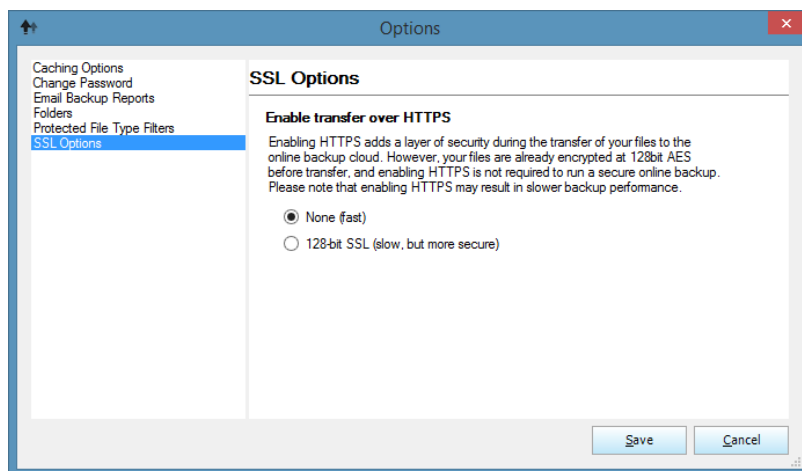 Options
Caching Options
Change Password
Email Backup Reports
Folders
Protected File Type Filters
SSL Options
SSL Options
Enable transfer over HTTPS
Enabling HTTPS adds a layer of security during the transfer of your files to the
online backup cloud. However, your files are already encrypted at 128bit AES
before transfer, and enabling HTTPS is not required to run a secure online backup.
Please note that enabling HTTPS may result in slower backup performance.
None (fast)
128-bit SSL (slow, but more secure)
Save
Cancel